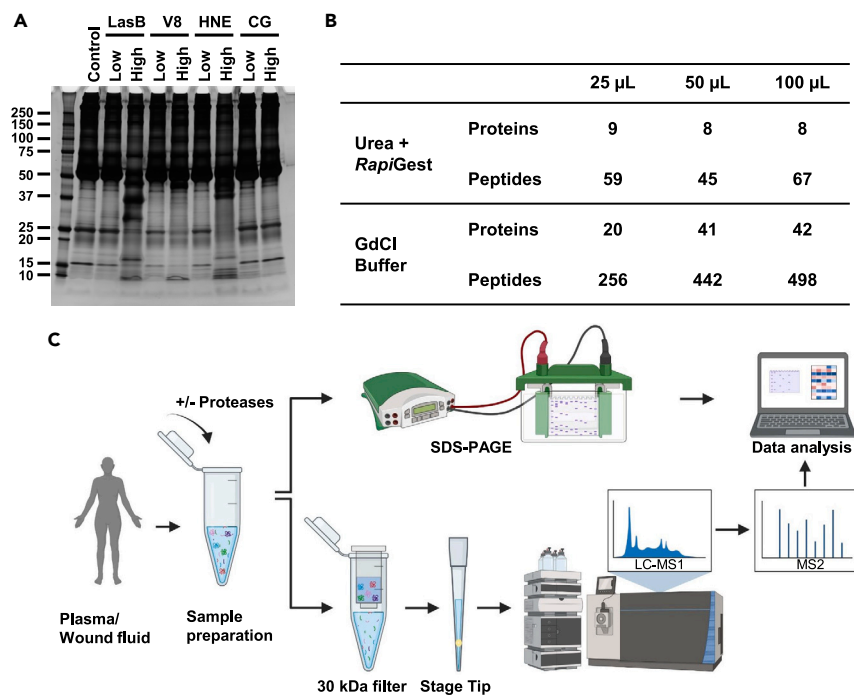 A
LasB V8 HNE CG
Control Low High Low High Low High Low High
250
150
100
75
50
37
25
20
15
10
B
25 µL 50 µL 100 µL
Urea +
RapiGest
Proteins 9 8 8
Peptides 59 45 67
GdCl
Buffer
Proteins 20 41 42
Peptides 256 442 498
C
+/- Proteases
SDS-PAGE
Data analysis
LC-MS1
MS2
Plasma/
Wound fluid
Sample
preparation
30 kDa filter
Stage Tip